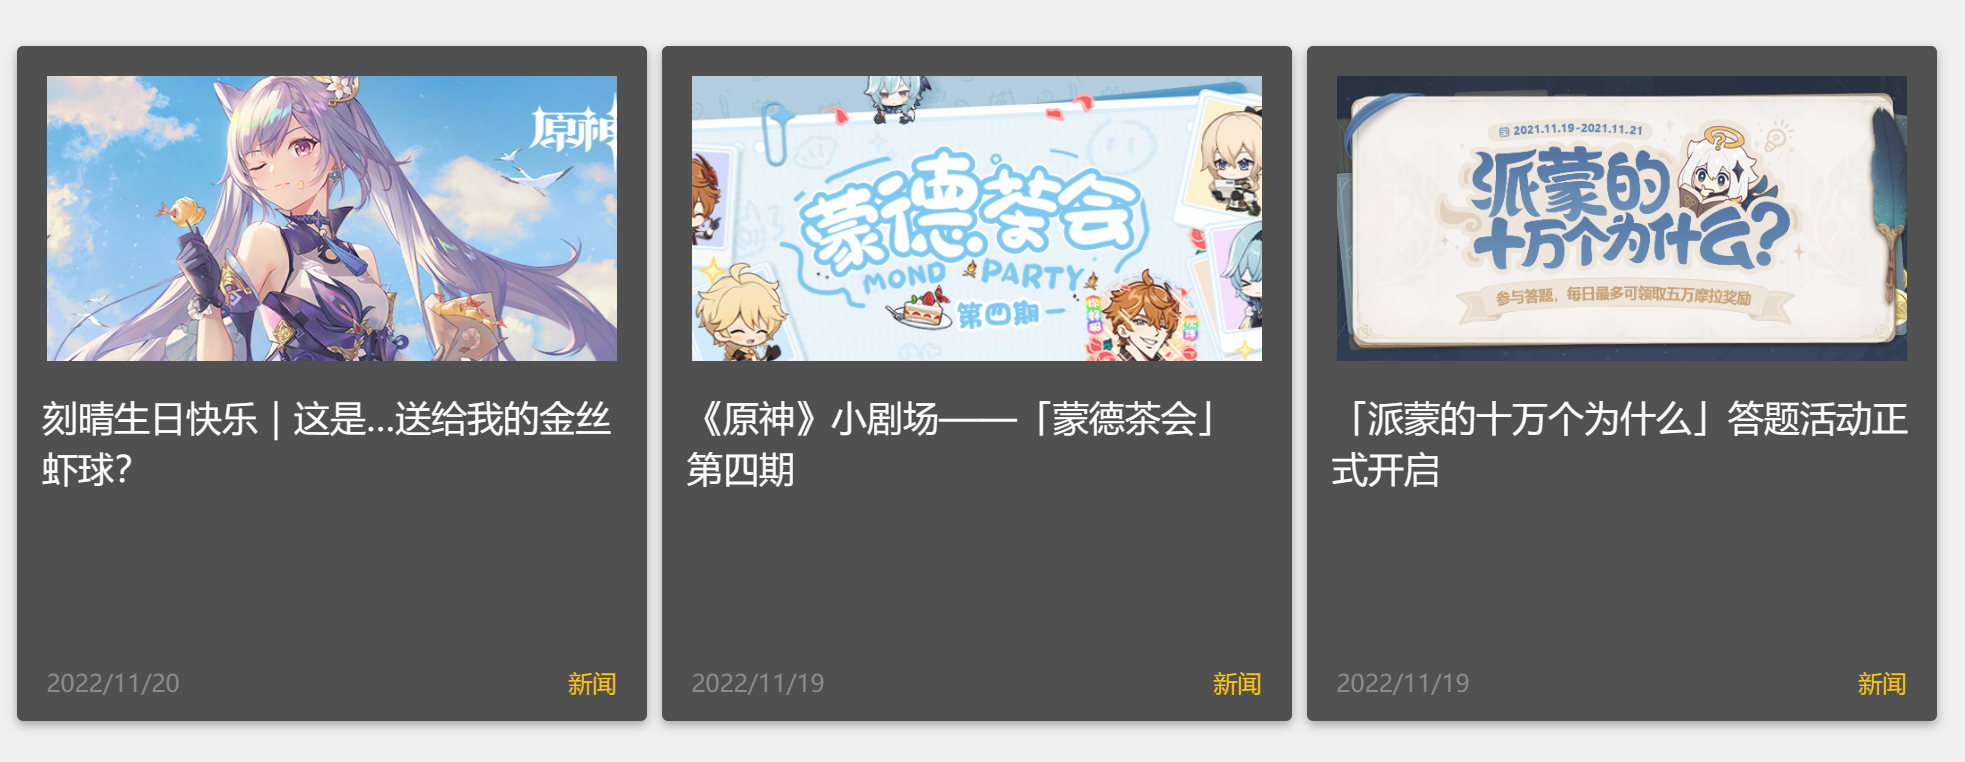 原神
刻晴生日快乐｜这是...送给我的金丝
虾球？
2022/11/20
新闻
蒙德茶会
MOND PARTY
第四期
《原神》小剧场——「蒙德茶会」
第四期
2022/11/19
新闻
2021.11.19-2021.11.21
派蒙的
十万个为什么?
参与答题，每日最多可领取五万摩拉奖励
「派蒙的十万个为什么」答题活动正
式开启
2022/11/19
新闻